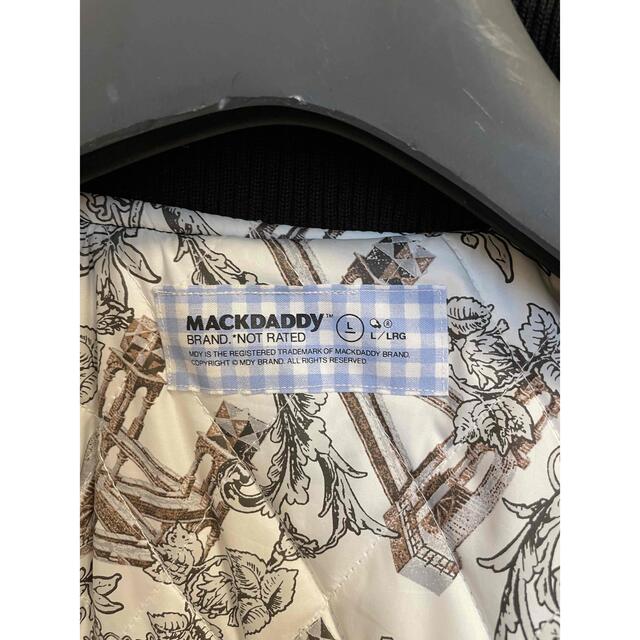 MACKDADDY™ L
BRAND.*NOT RATED L/LRG
MDY IS THE REGISTERED TRADEMARK OF MACKDADDY BRAND.
COPYRIGHT © MDY BRAND. ALL RIGHTS RESERVED.